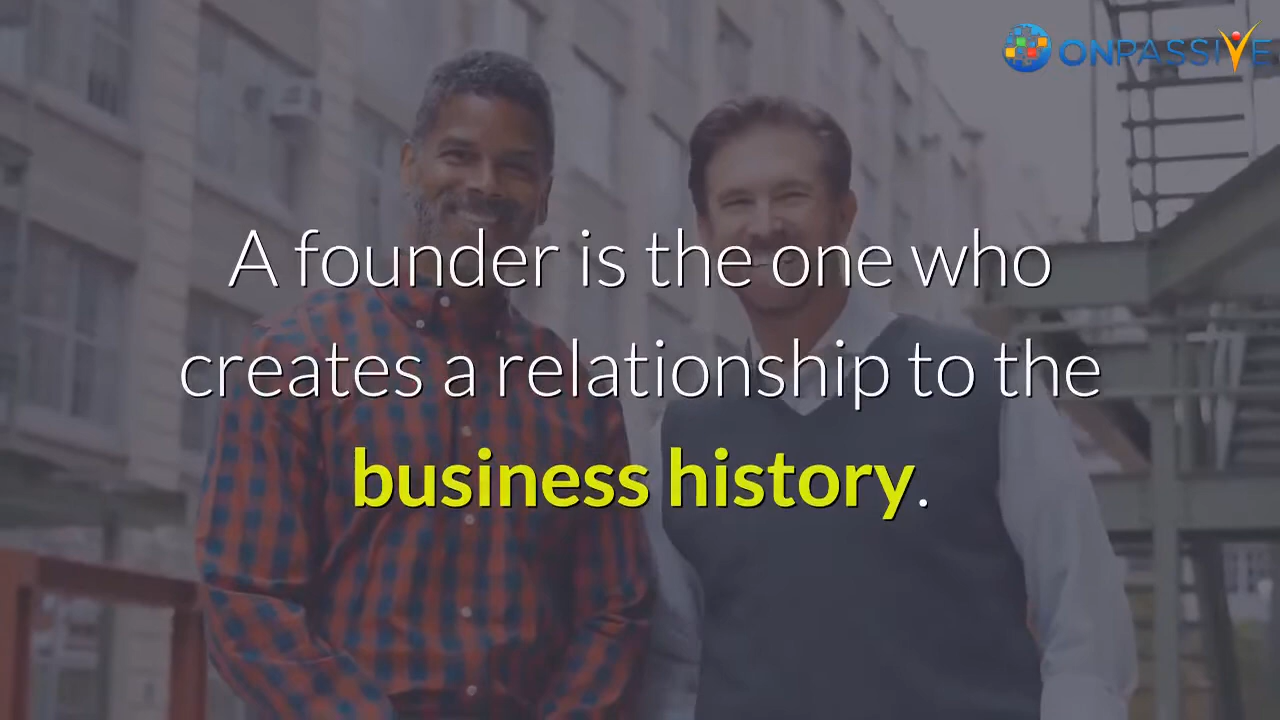 ONPASSIVE
A founder is the one who
creates a relationship to the
business history.